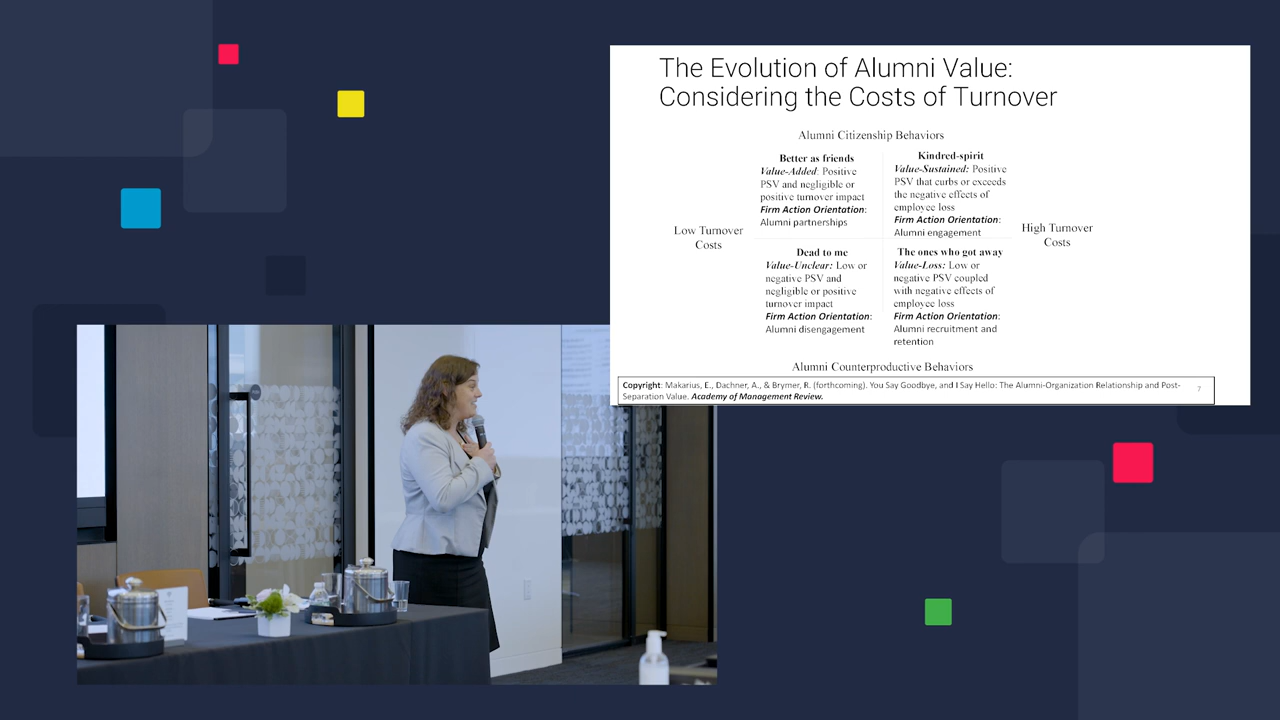 The Evolution of Alumni Value:
Considering the Costs of Turnover
Alumni Citizenship Behaviors
Better as friends
Value-Added: Positive
PSV and negligible or
positive turnover impact
Firm Action Orientation:
Alumni partnerships
Kindred-spirit
Value-Sustained: Positive
PSV that curbs or exceeds
the negative effects of
employee loss
Firm Action Orientation:
Alumni engagement
Low Turnover
Costs
High Turnover
Costs
Dead to me
Value-Unclear: Low or
negative PSV and
negligible or positive
turnover impact
Firm Action Orientation:
Alumni disengagement
The ones who got away
Value-Loss: Low or
negative PSV coupled
with negative effects of
employee loss
Firm Action Orientation:
Alumni recruitment and
retention
Alumni Counterproductive Behaviors
Copyright: Makarius, E., Dachner, A., & Brymer, R. (forthcoming). You Say Goodbye, and I Say Hello: The Alumni-Organization Relationship and Post-
Separation Value. Academy of Management Review.
7